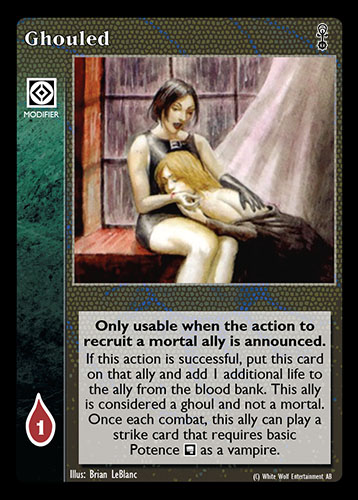 Ghouled
MODIFIER
Only usable when the action to
recruit a mortal ally is announced.
If this action is successful, put this card
on that ally and add 1 additional life to
the ally from the blood bank. This ally
is considered a ghoul and not a mortal.
Once each combat, this ally can play a
strike card that requires basic
Potence as a vampire.
1
Illus: Brian LeBlanc (C) White Wolf Entertainment AB